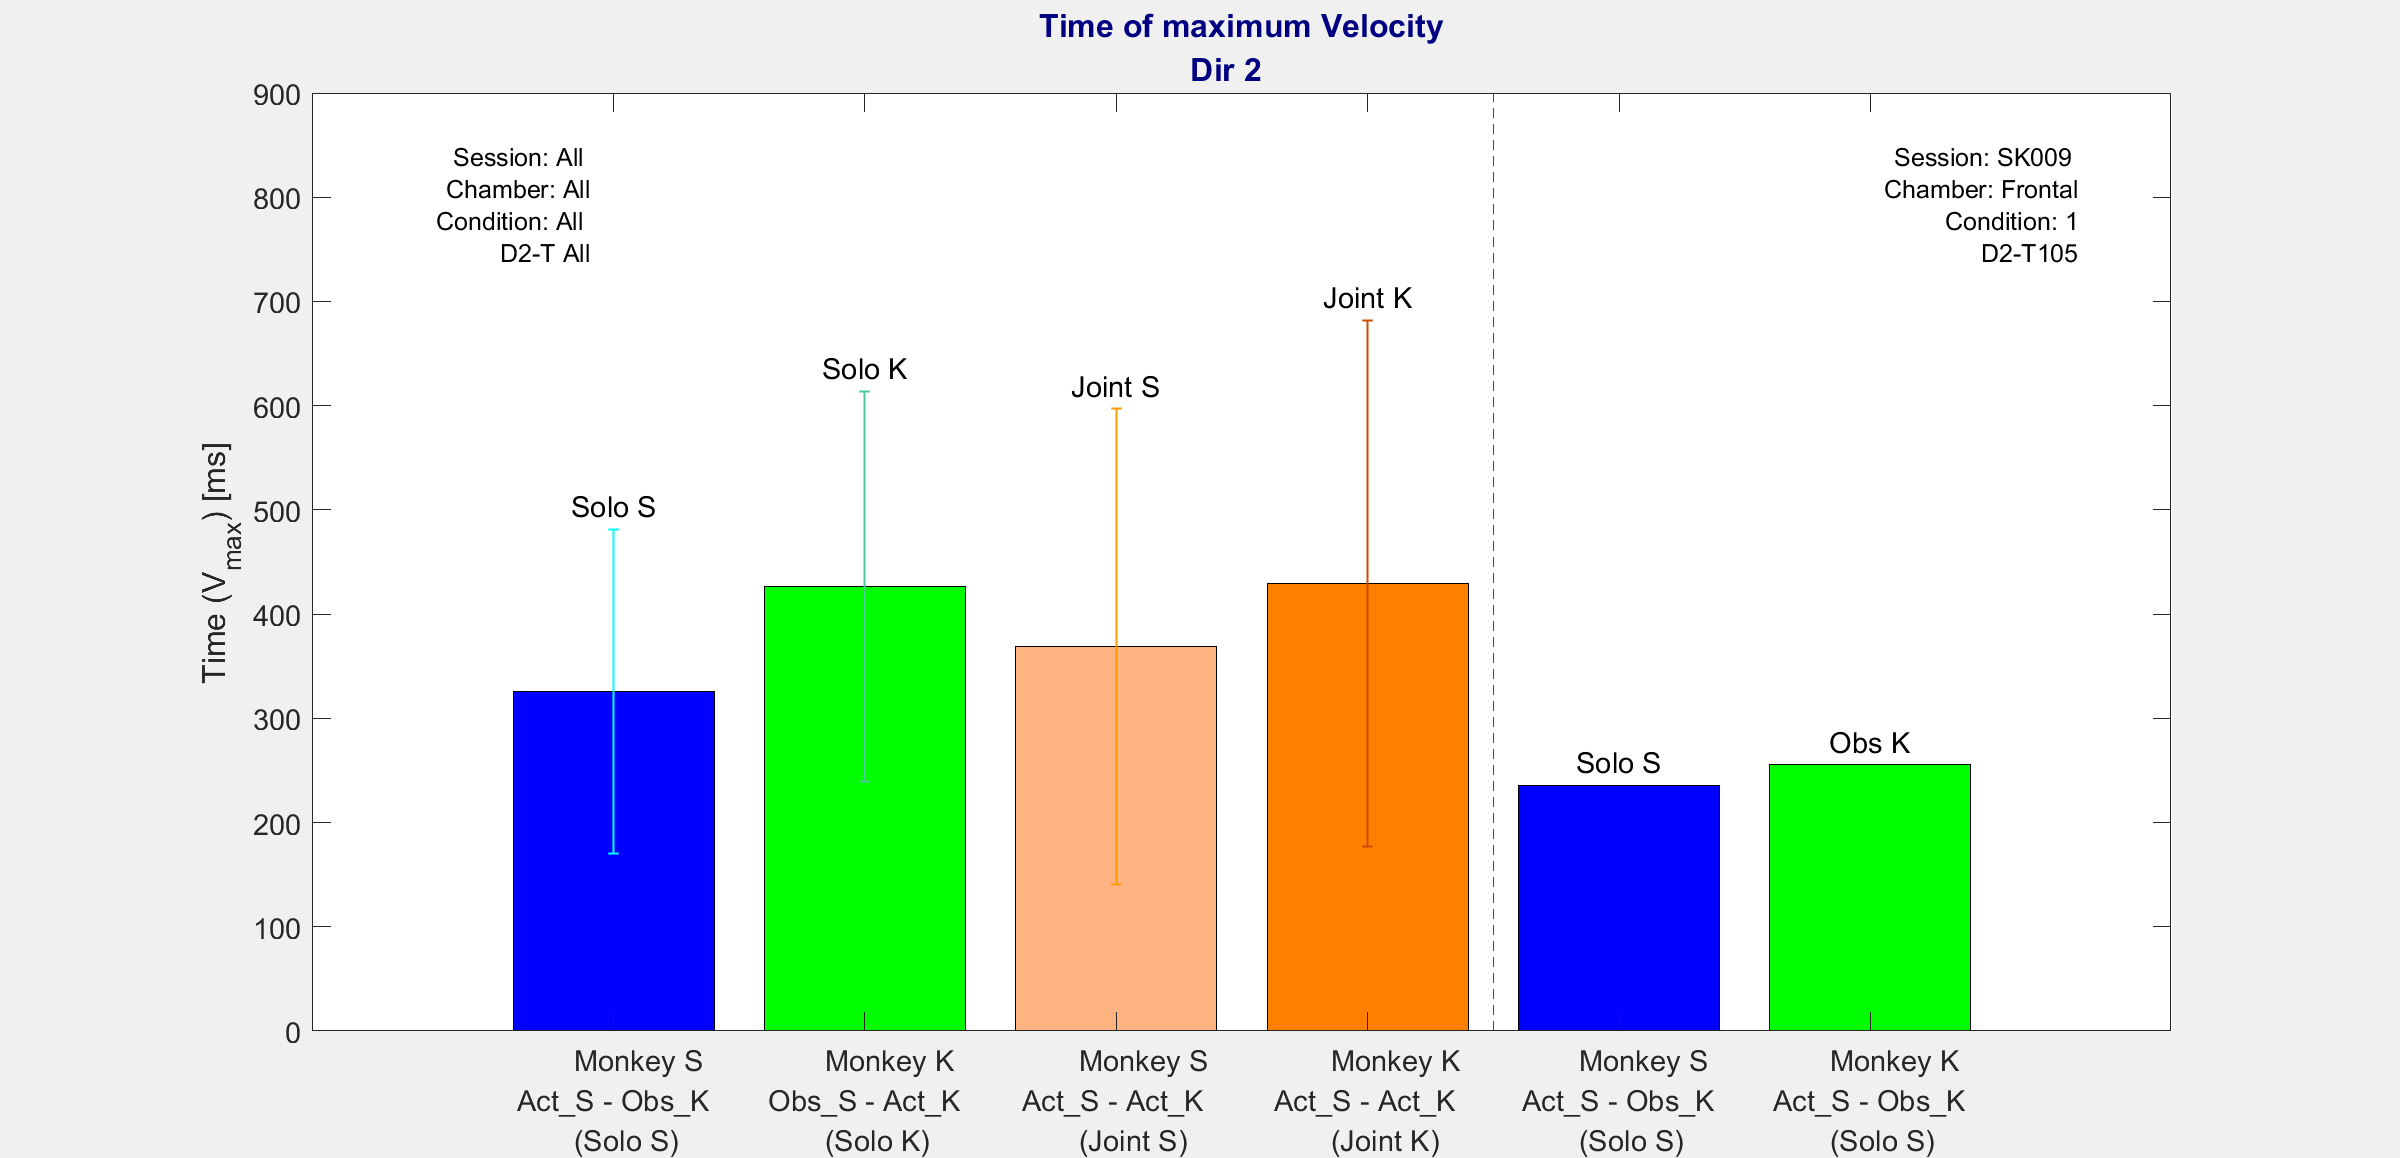 Time of maximum Velocity
Dir 2
900
800
700
600
500
400
300
200
100
0
Time (Vmax) [ms]
Session: All
Chamber: All
Condition: All
D2-T All
Session: SK009
Chamber: Frontal
Condition: 1
D2-T105
Solo S
Solo K
Joint S
Joint K
Solo S
Obs K
Monkey S
Act_S - Obs_K
(Solo S)
Monkey K
Obs_S - Act_K
(Solo K)
Monkey S
Act_S - Act_K
(Joint S)
Monkey K
Act_S - Act_K
(Joint K)
Monkey S
Act_S - Obs_K
(Solo S)
Monkey K
Act_S - Obs_K
(Solo S)